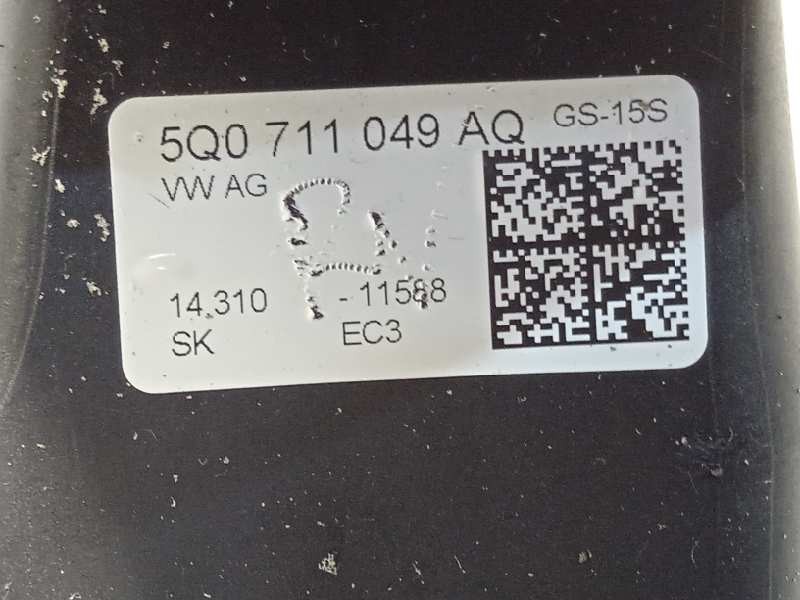 5Q0 711 049 AQ GS-15S
VW AG
14.310 - 11588
SK EC3